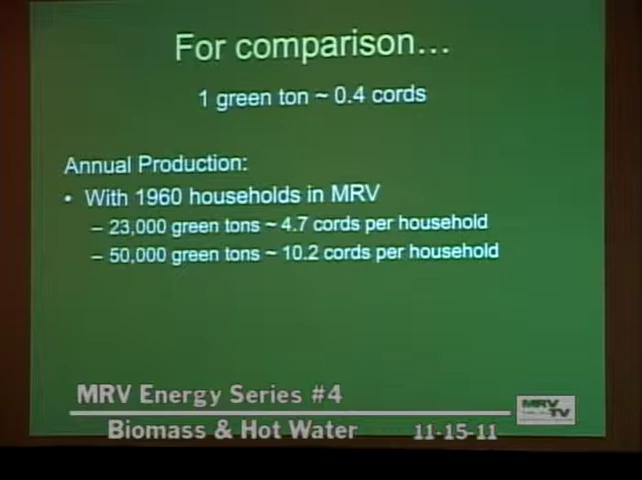 For comparison...
1 green ton ~ 0.4 cords
Annual Production:
• With 1960 households in MRV
– 23,000 green tons ~ 4.7 cords per household
– 50,000 green tons ~ 10.2 cords per household
MRV Energy Series #4
MRV
TV
Biomass & Hot Water 11-15-11